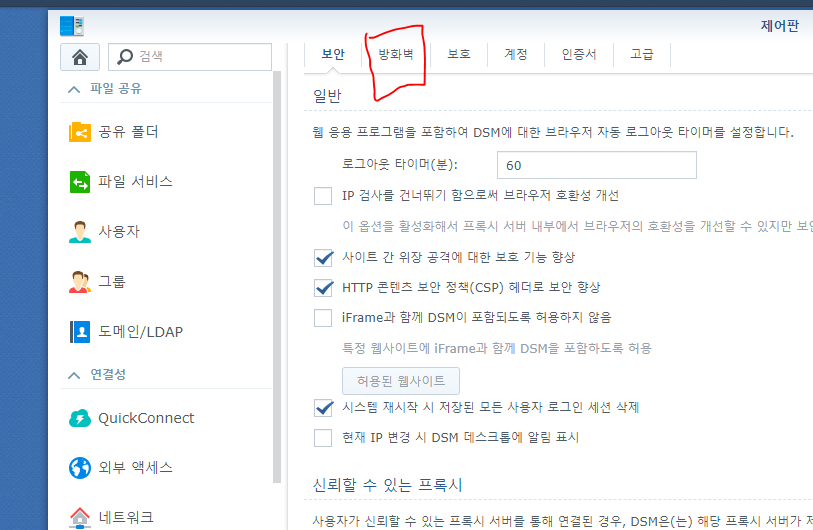 제어판
검색
보안 방화벽 보호 계정 인증서 고급
파일 공유
공유 폴더
파일 서비스
사용자
그룹
도메인/LDAP
연결성
QuickConnect
외부 액세스
네트워크
일반
웹 응용 프로그램을 포함하여 DSM에 대한 브라우저 자동 로그아웃 타이머를 설정합니다.
로그아웃 타이머(분): 60
IP 검사를 건너뛰기 함으로써 브라우저 호환성 개선
이 옵션을 활성화해서 프록시 서버 내부에서 브라우저의 호환성을 개선할 수 있지만 보안
사이트 간 위장 공격에 대한 보호 기능 향상
HTTP 콘텐츠 보안 정책(CSP) 헤더로 보안 향상
iFrame과 함께 DSM이 포함되도록 허용하지 않음
특정 웹사이트에 iFrame과 함께 DSM을 포함하도록 허용
허용된 웹사이트
시스템 재시작 시 저장된 모든 사용자 로그인 세션 삭제
현재 IP 변경 시 DSM 데스크톱에 알림 표시
신뢰할 수 있는 프록시
사용자가 신뢰할 수 있는 프록시 서버를 통해 연결된 경우, DSM은(는) 해당 프록시 서버가